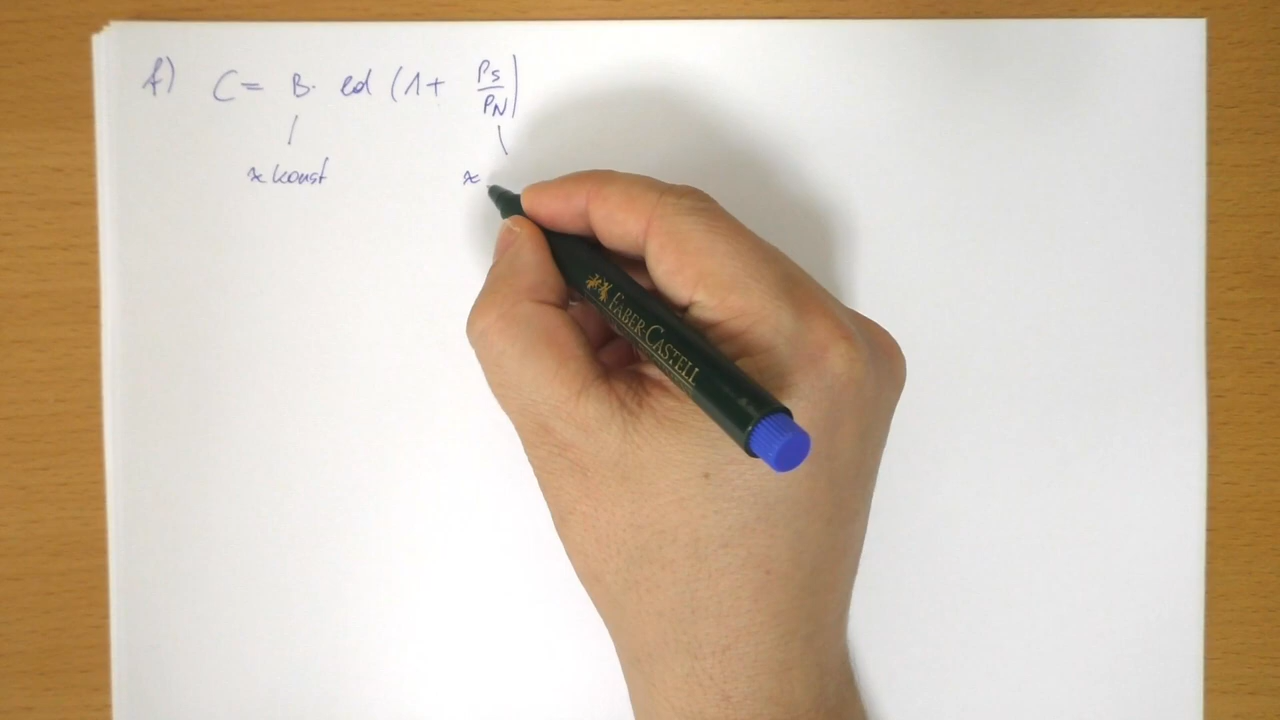 f) C = B · ld (1 + PS/PN)
≈ konst ≈
FABER-CASTELL